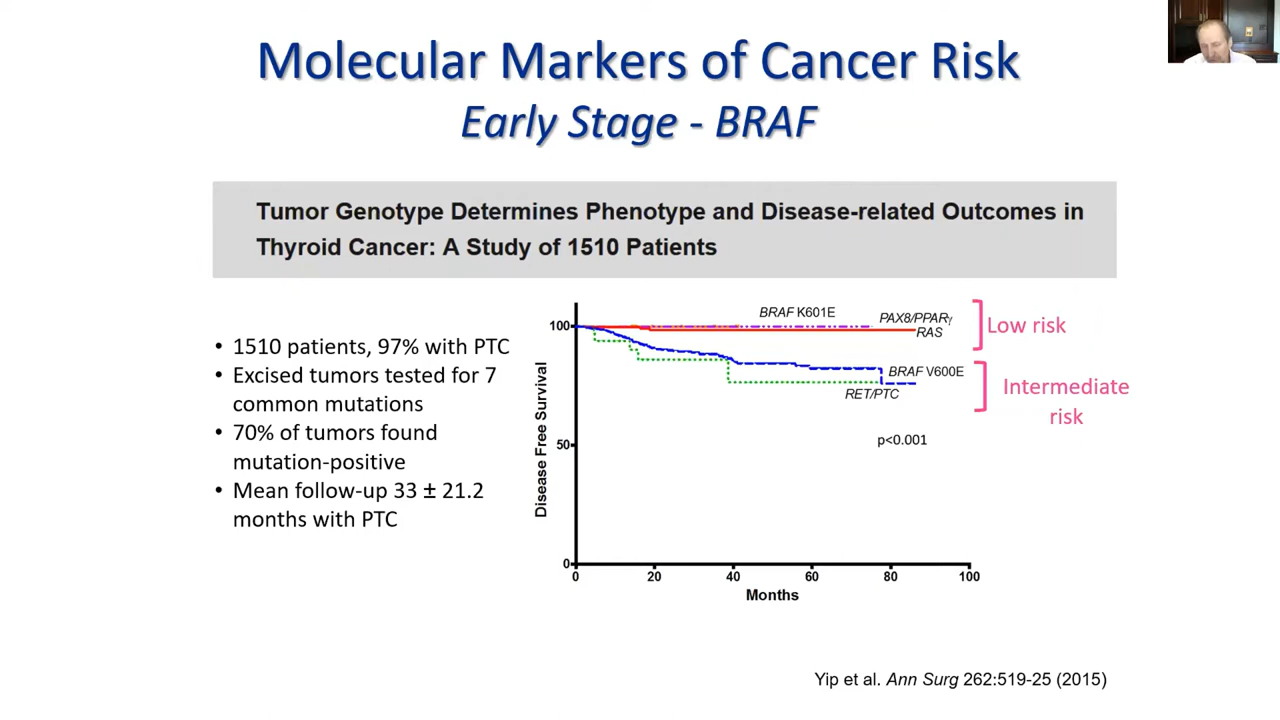 Molecular Markers of Cancer Risk
Early Stage - BRAF
Tumor Genotype Determines Phenotype and Disease-related Outcomes in
Thyroid Cancer: A Study of 1510 Patients
• 1510 patients, 97% with PTC
• Excised tumors tested for 7
common mutations
• 70% of tumors found
mutation-positive
• Mean follow-up 33 ± 21.2
months with PTC
Disease Free Survival
100
50
0
0 20 40 60 80 100
Months
BRAF K601E
PAX8/PPARγ
RAS
BRAF V600E
RET/PTC
p<0.001
Low risk
Intermediate
risk
Yip et al. Ann Surg 262:519-25 (2015)